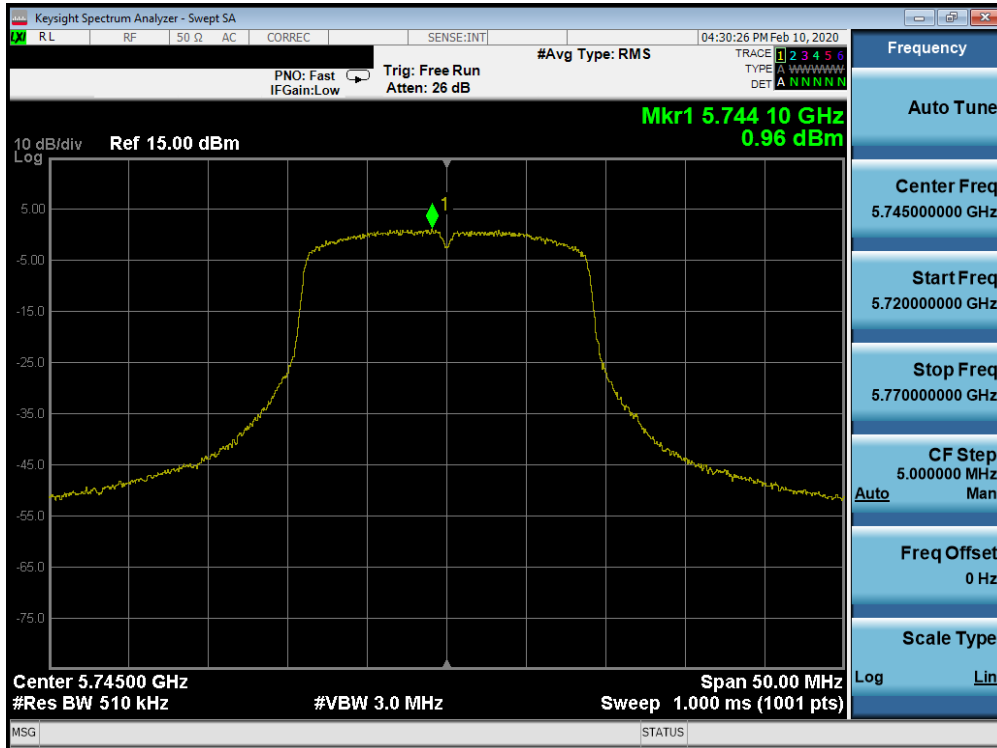 Keysight Spectrum Analyzer - Swept SA
LXI RL RF 50 Ω AC CORREC SENSE:INT 04:30:26 PM Feb 10, 2020
#Avg Type: RMS TRACE 1 2 3 4 5 6
PNO: Fast Trig: Free Run TYPE A WWWWW
IFGain:Low Atten: 26 dB DET A N N N N N
Mkr1 5.744 10 GHz
0.96 dBm
10 dB/div Ref 15.00 dBm
Log
1
5.00
-5.00
-15.0
-25.0
-35.0
-45.0
-55.0
-65.0
-75.0
Center 5.74500 GHz Span 50.00 MHz
#Res BW 510 kHz #VBW 3.0 MHz Sweep 1.000 ms (1001 pts)
MSG STATUS
Frequency
Auto Tune
Center Freq
5.745000000 GHz
Start Freq
5.720000000 GHz
Stop Freq
5.770000000 GHz
CF Step
5.000000 MHz
Auto Man
Freq Offset
0 Hz
Scale Type
Log Lin